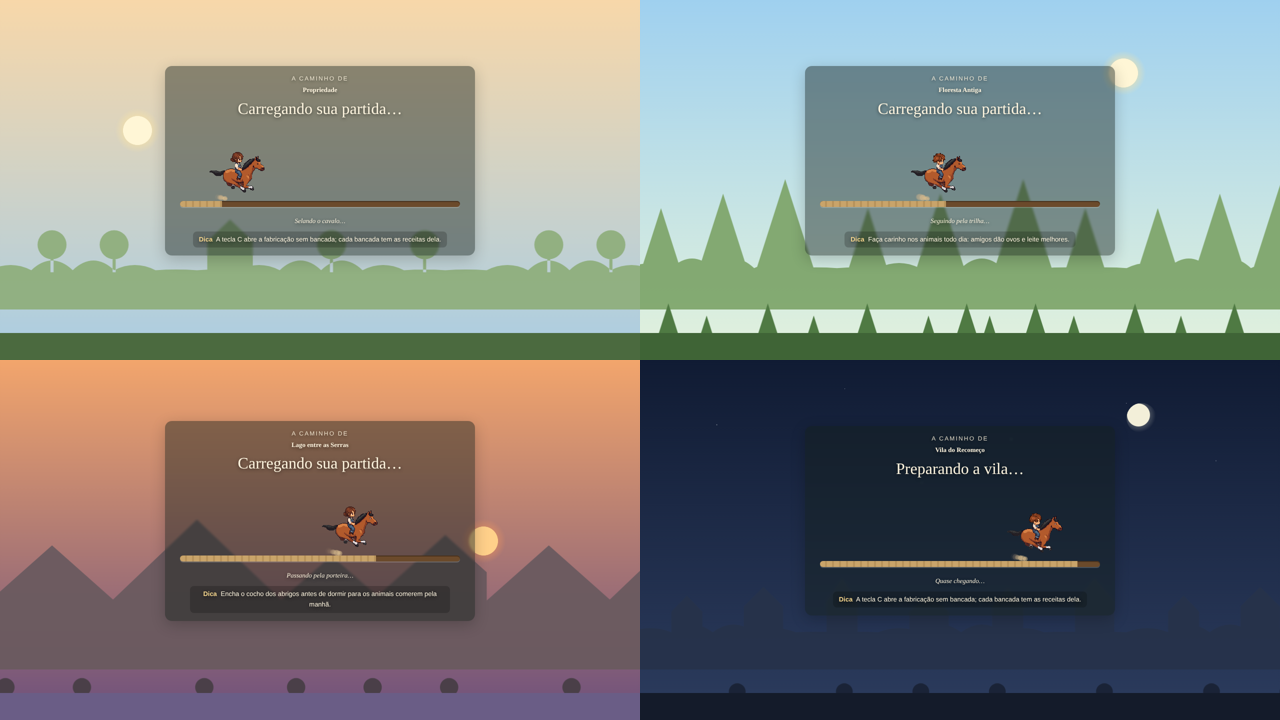 A CAMINHO DE
Propriedade
Carregando sua partida…
Selando o cavalo…
Dica A tecla C abre a fabricação sem bancada; cada bancada tem as receitas dela.
A CAMINHO DE
Floresta Antiga
Carregando sua partida…
Seguindo pela trilha…
Dica Faça carinho nos animais todo dia: amigos dão ovos e leite melhores.
A CAMINHO DE
Lago entre as Serras
Carregando sua partida…
Passando pela porteira…
Dica Encha o cocho dos abrigos antes de dormir para os animais comerem pela
manhã.
A CAMINHO DE
Vila do Recomeço
Preparando a vila…
Quase chegando…
Dica A tecla C abre a fabricação sem bancada; cada bancada tem as receitas dela.